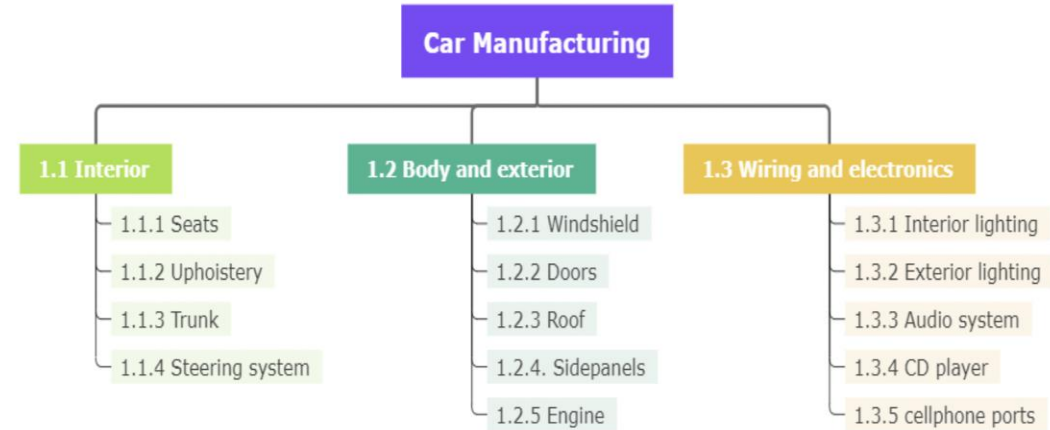 Car Manufacturing
1.1 Interior
1.1.1 Seats
1.1.2 Uphoistery
1.1.3 Trunk
1.1.4 Steering system
1.2 Body and exterior
1.2.1 Windshield
1.2.2 Doors
1.2.3 Roof
1.2.4. Sidepanels
1.2.5 Engine
1.3 Wiring and electronics
1.3.1 Interior lighting
1.3.2 Exterior lighting
1.3.3 Audio system
1.3.4 CD player
1.3.5 cellphone ports